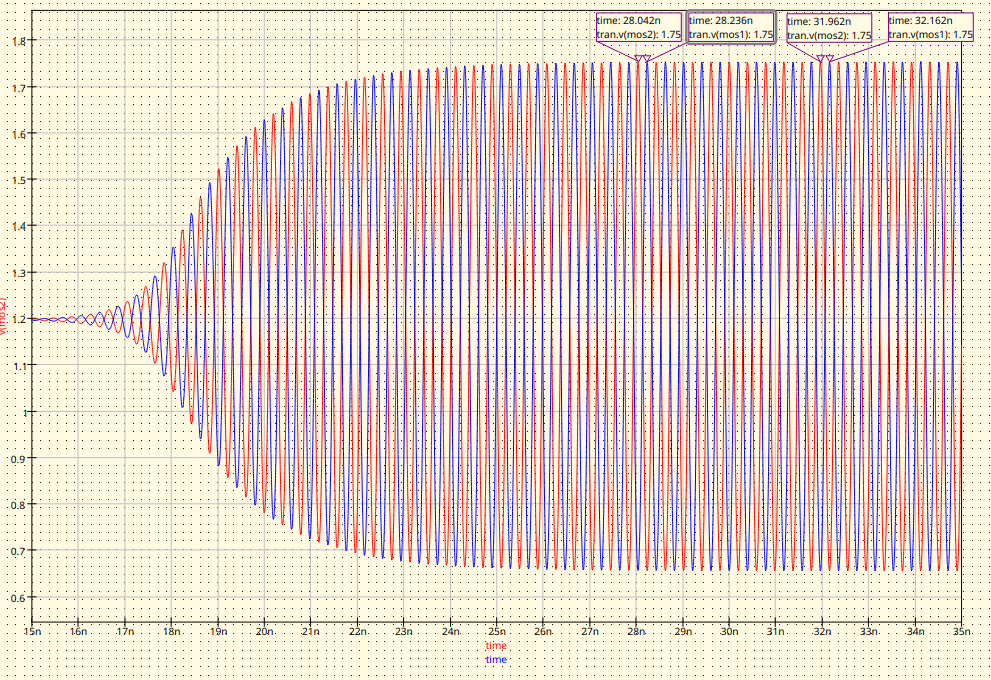 time: 28.042n
tran.v(mos2): 1.75
time: 28.236n
tran.v(mos1): 1.75
time: 31.962n
tran.v(mos2): 1.75
time: 32.162n
tran.v(mos1): 1.75
1.8
1.7
1.6
1.5
1.4
1.3
1.2
1.1
1
0.9
0.8
0.7
0.6
v(mos2)
15n 16n 17n 18n 19n 20n 21n 22n 23n 24n 25n 26n 27n 28n 29n 30n 31n 32n 33n 34n 35n
time
time